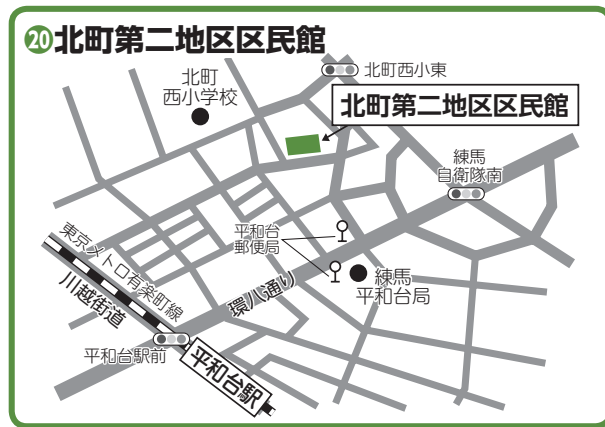 ⑳北町第二地区区民館
北町
西小学校
北町西小東
北町第二地区区民館
練馬
自衛隊南
平和台
郵便局
東京メトロ有楽町線
川越街道
環八通り
練馬
平和台局
平和台駅前
平和台駅